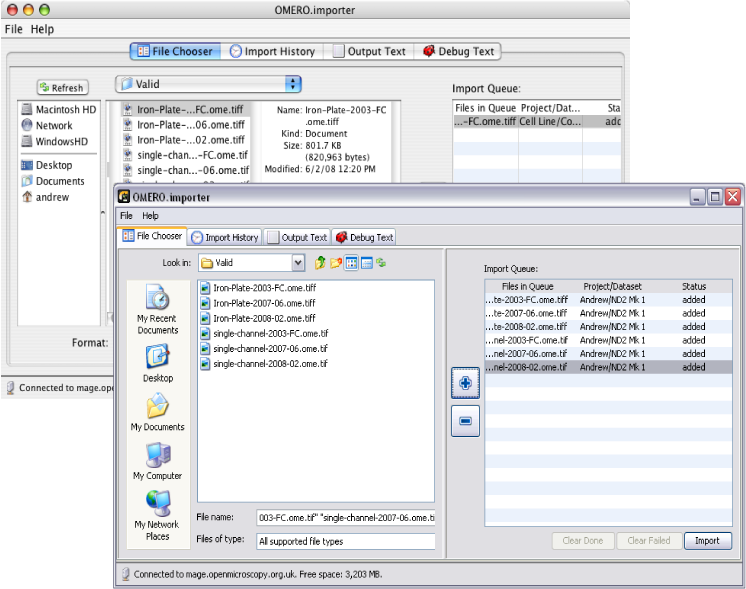 OMERO.importer
File Help
File Chooser Import History Output Text Debug Text
Refresh
Valid
Import Queue:
Macintosh HD
Network
WindowsHD
Desktop
Documents
andrew
Iron-Plate-...FC.ome.tiff
Iron-Plate-...06.ome.tiff
Iron-Plate-...02.ome.tiff
single-chan...-FC.ome.tif
single-chan...-06.ome.tif
Name: Iron-Plate-2003-FC
.ome.tiff
Kind: Document
Size: 801.7 KB
(820,963 bytes)
Modified: 6/2/08 12:20 PM
Files in Queue Project/Dat... Sta
...-FC.ome.tiff Cell Line/Co... add
Format:
Connected to mage.op
OMERO.importer
File Help
File Chooser Import History Output Text Debug Text
Look in: Valid
My Recent
Documents
Desktop
My Documents
My Computer
My Network
Places
Iron-Plate-2003-FC.ome.tiff
Iron-Plate-2007-06.ome.tiff
Iron-Plate-2008-02.ome.tiff
single-channel-2003-FC.ome.tif
single-channel-2007-06.ome.tif
single-channel-2008-02.ome.tif
File name: 003-FC.ome.tif" "single-channel-2007-06.ome.ti
Files of type: All supported file types
Import Queue:
Files in Queue Project/Dataset Status
...te-2003-FC.ome.tiff Andrew/ND2 Mk 1 added
...te-2007-06.ome.tiff Andrew/ND2 Mk 1 added
...te-2008-02.ome.tiff Andrew/ND2 Mk 1 added
...nel-2003-FC.ome.tif Andrew/ND2 Mk 1 added
...nel-2007-06.ome.tif Andrew/ND2 Mk 1 added
...nel-2008-02.ome.tif Andrew/ND2 Mk 1 added
Clear Done Clear Failed Import
Connected to mage.openmicroscopy.org.uk. Free space: 3,203 MB.